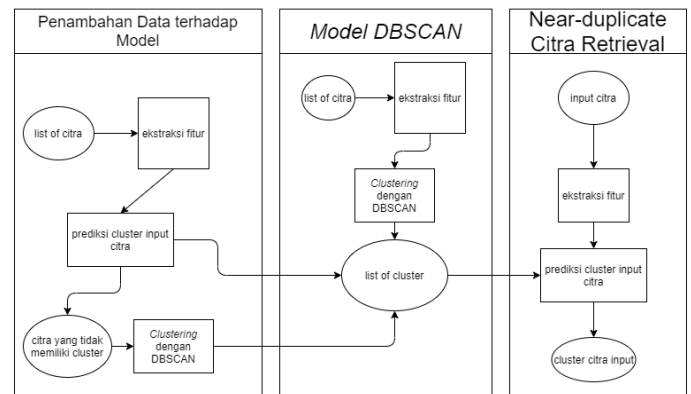 Penambahan Data terhadap
Model
Model DBSCAN
Near-duplicate
Citra Retrieval
list of citra
ekstraksi fitur
prediksi cluster input
citra
citra yang tidak
memiliki cluster
Clustering
dengan
DBSCAN
list of citra
ekstraksi fitur
Clustering
dengan
DBSCAN
list of cluster
input citra
ekstraksi fitur
prediksi cluster input
citra
cluster citra input